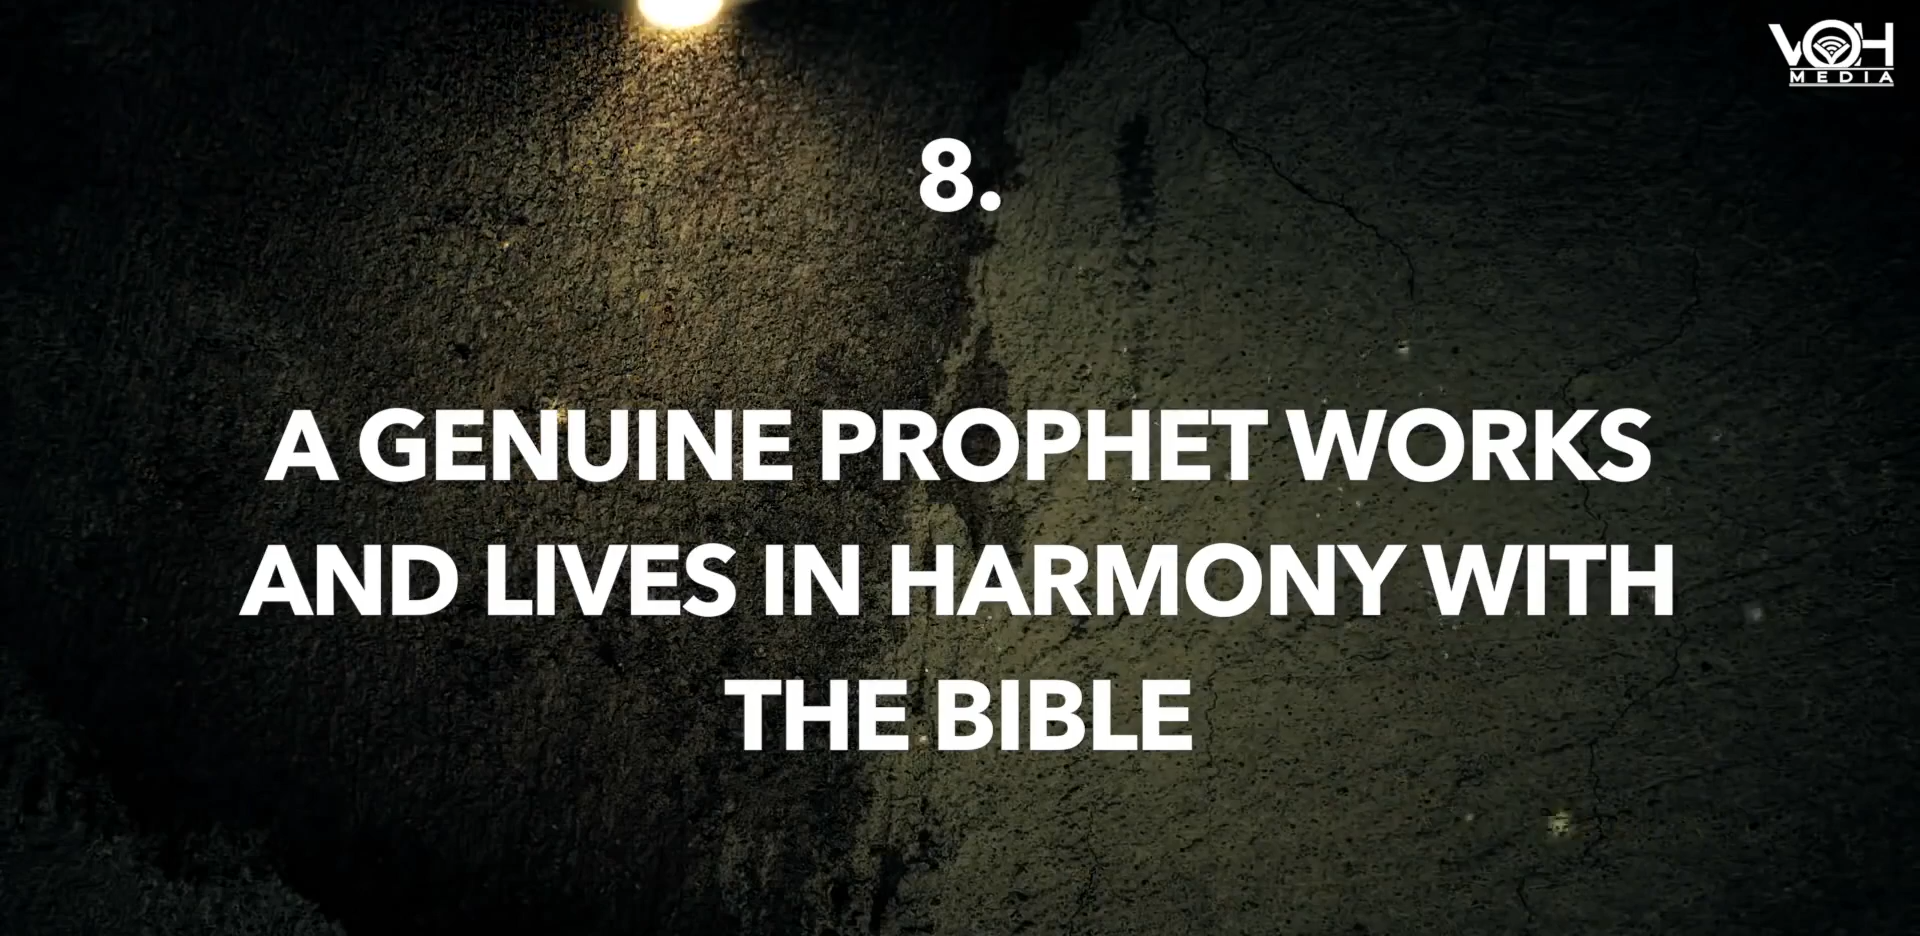 VOH
MEDIA
8.
A GENUINE PROPHET WORKS
AND LIVES IN HARMONY WITH
THE BIBLE